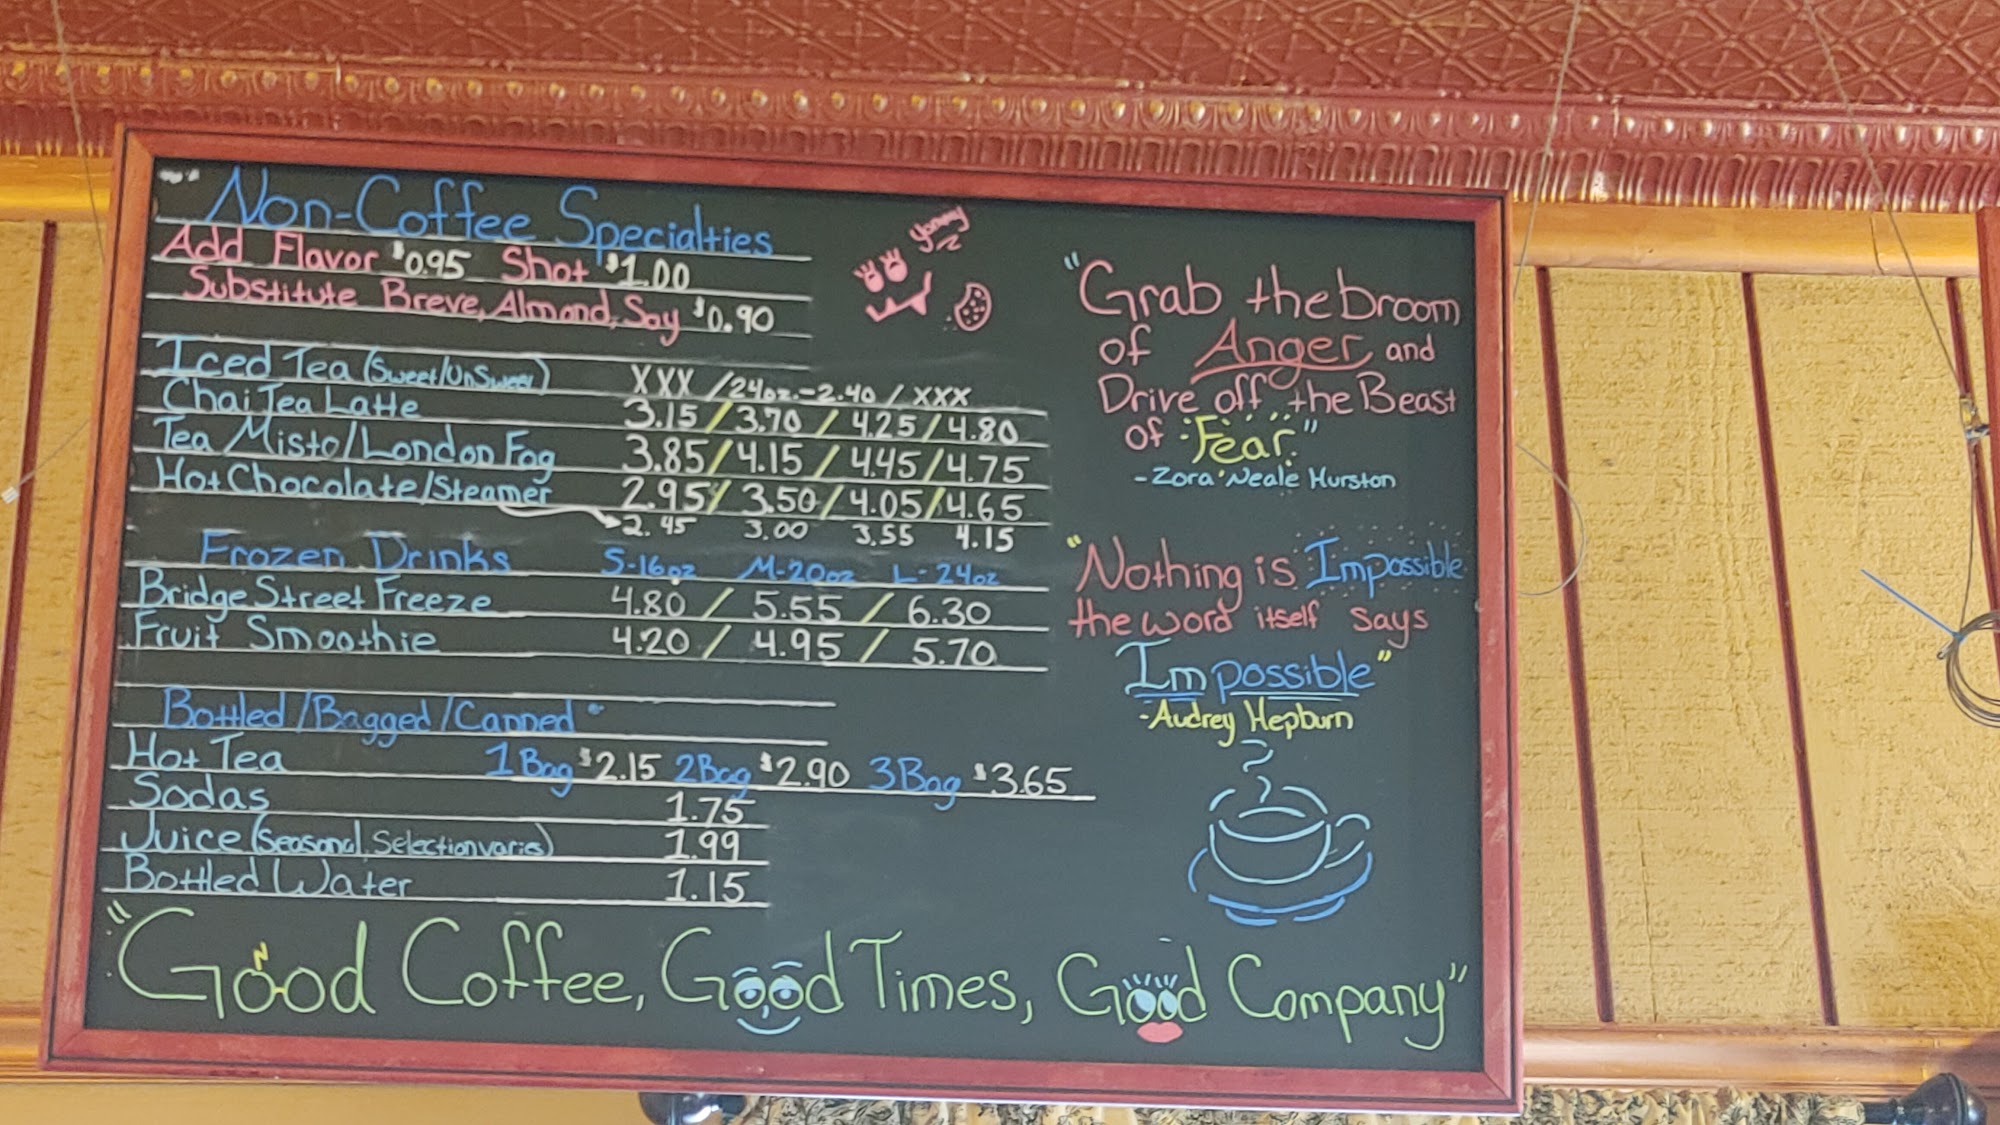 "Non-Coffee Specialties
Add Flavor $0.95 Shot $1.00
Substitute Breve, Almond, Soy $0.90
Iced Tea (Sweet/UnSweet) XXX /24oz.-2.40 / XXX
Chai Tea Latte 3.15 / 3.70 / 4.25 / 4.80
Tea Misto/London Fog 3.85 / 4.15 / 4.45 / 4.75
Hot Chocolate/Steamer 2.95 / 3.50 / 4.05 / 4.65
2.45 3.00 3.55 4.15
Frozen Drinks S-16oz M-20oz L-24oz
Bridge Street Freeze 4.80 / 5.55 / 6.30
Fruit Smoothie 4.20 / 4.95 / 5.70
Bottled/Bagged/Canned
Hot Tea 1 Bag $2.15 2 Bag $2.90 3 Bag $3.65
Sodas 1.75
Juice (Seasonal, Selection varies) 1.99
Bottled Water 1.15
yummy
"Grab the broom
of Anger and
Drive off the Beast
of Fear."
-Zora Neale Hurston
"Nothing is Impossible
the word itself says
Impossible"
-Audrey Hepburn
"Good Coffee, Good Times, Good Company"